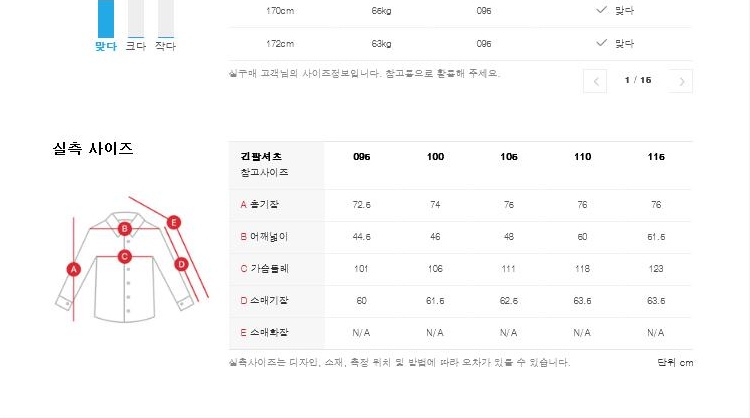 170cm 65kg 095 맞다
맞다 크다 작다
172cm 63kg 095 맞다
실구매 고객님의 사이즈정보입니다. 참고용으로 활용해 주세요.
1 / 15
실측 사이즈
긴팔셔츠 095 100 105 110 115
참고사이즈
A 총기장 72.5 74 75 76 76
B 어깨넓이 44.5 46 48 50 51.5
C 가슴둘레 101 106 111 118 123
D 소매기장 60 61.5 62.5 63.5 63.5
E 소매화장 N/A N/A N/A N/A N/A
A
B
C
D
E
실측사이즈는 디자인, 소재, 측정 위치 및 방법에 따라 오차가 있을 수 있습니다. 단위 cm